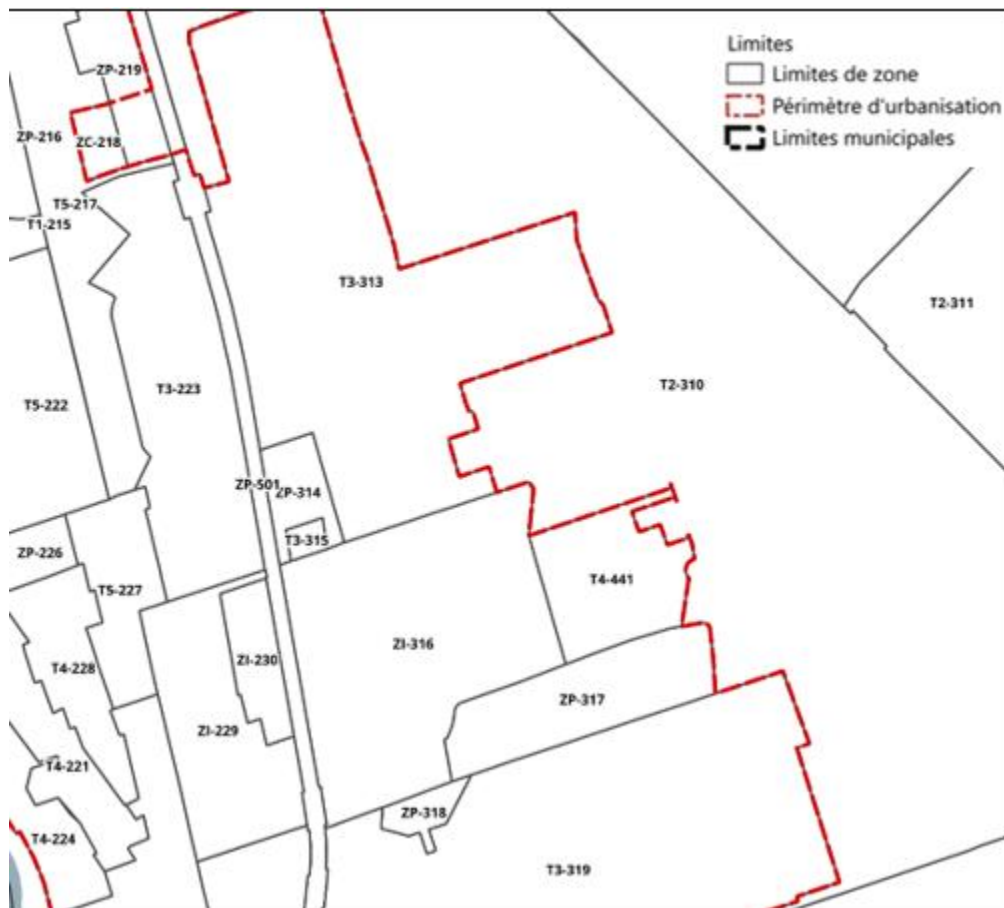 Limites
Limites de zone
Périmètre d'urbanisation
Limites municipales
ZP-219
ZP-216
ZC-218
T5-217
T1-215
T3-313
T2-311
T3-223
T2-310
T5-222
ZP-501
ZP-314
T3-315
ZP-226
T5-227
T4-441
ZI-316
ZI-230
T4-228
ZP-317
ZI-229
T4-221
ZP-318
T4-224
T3-319